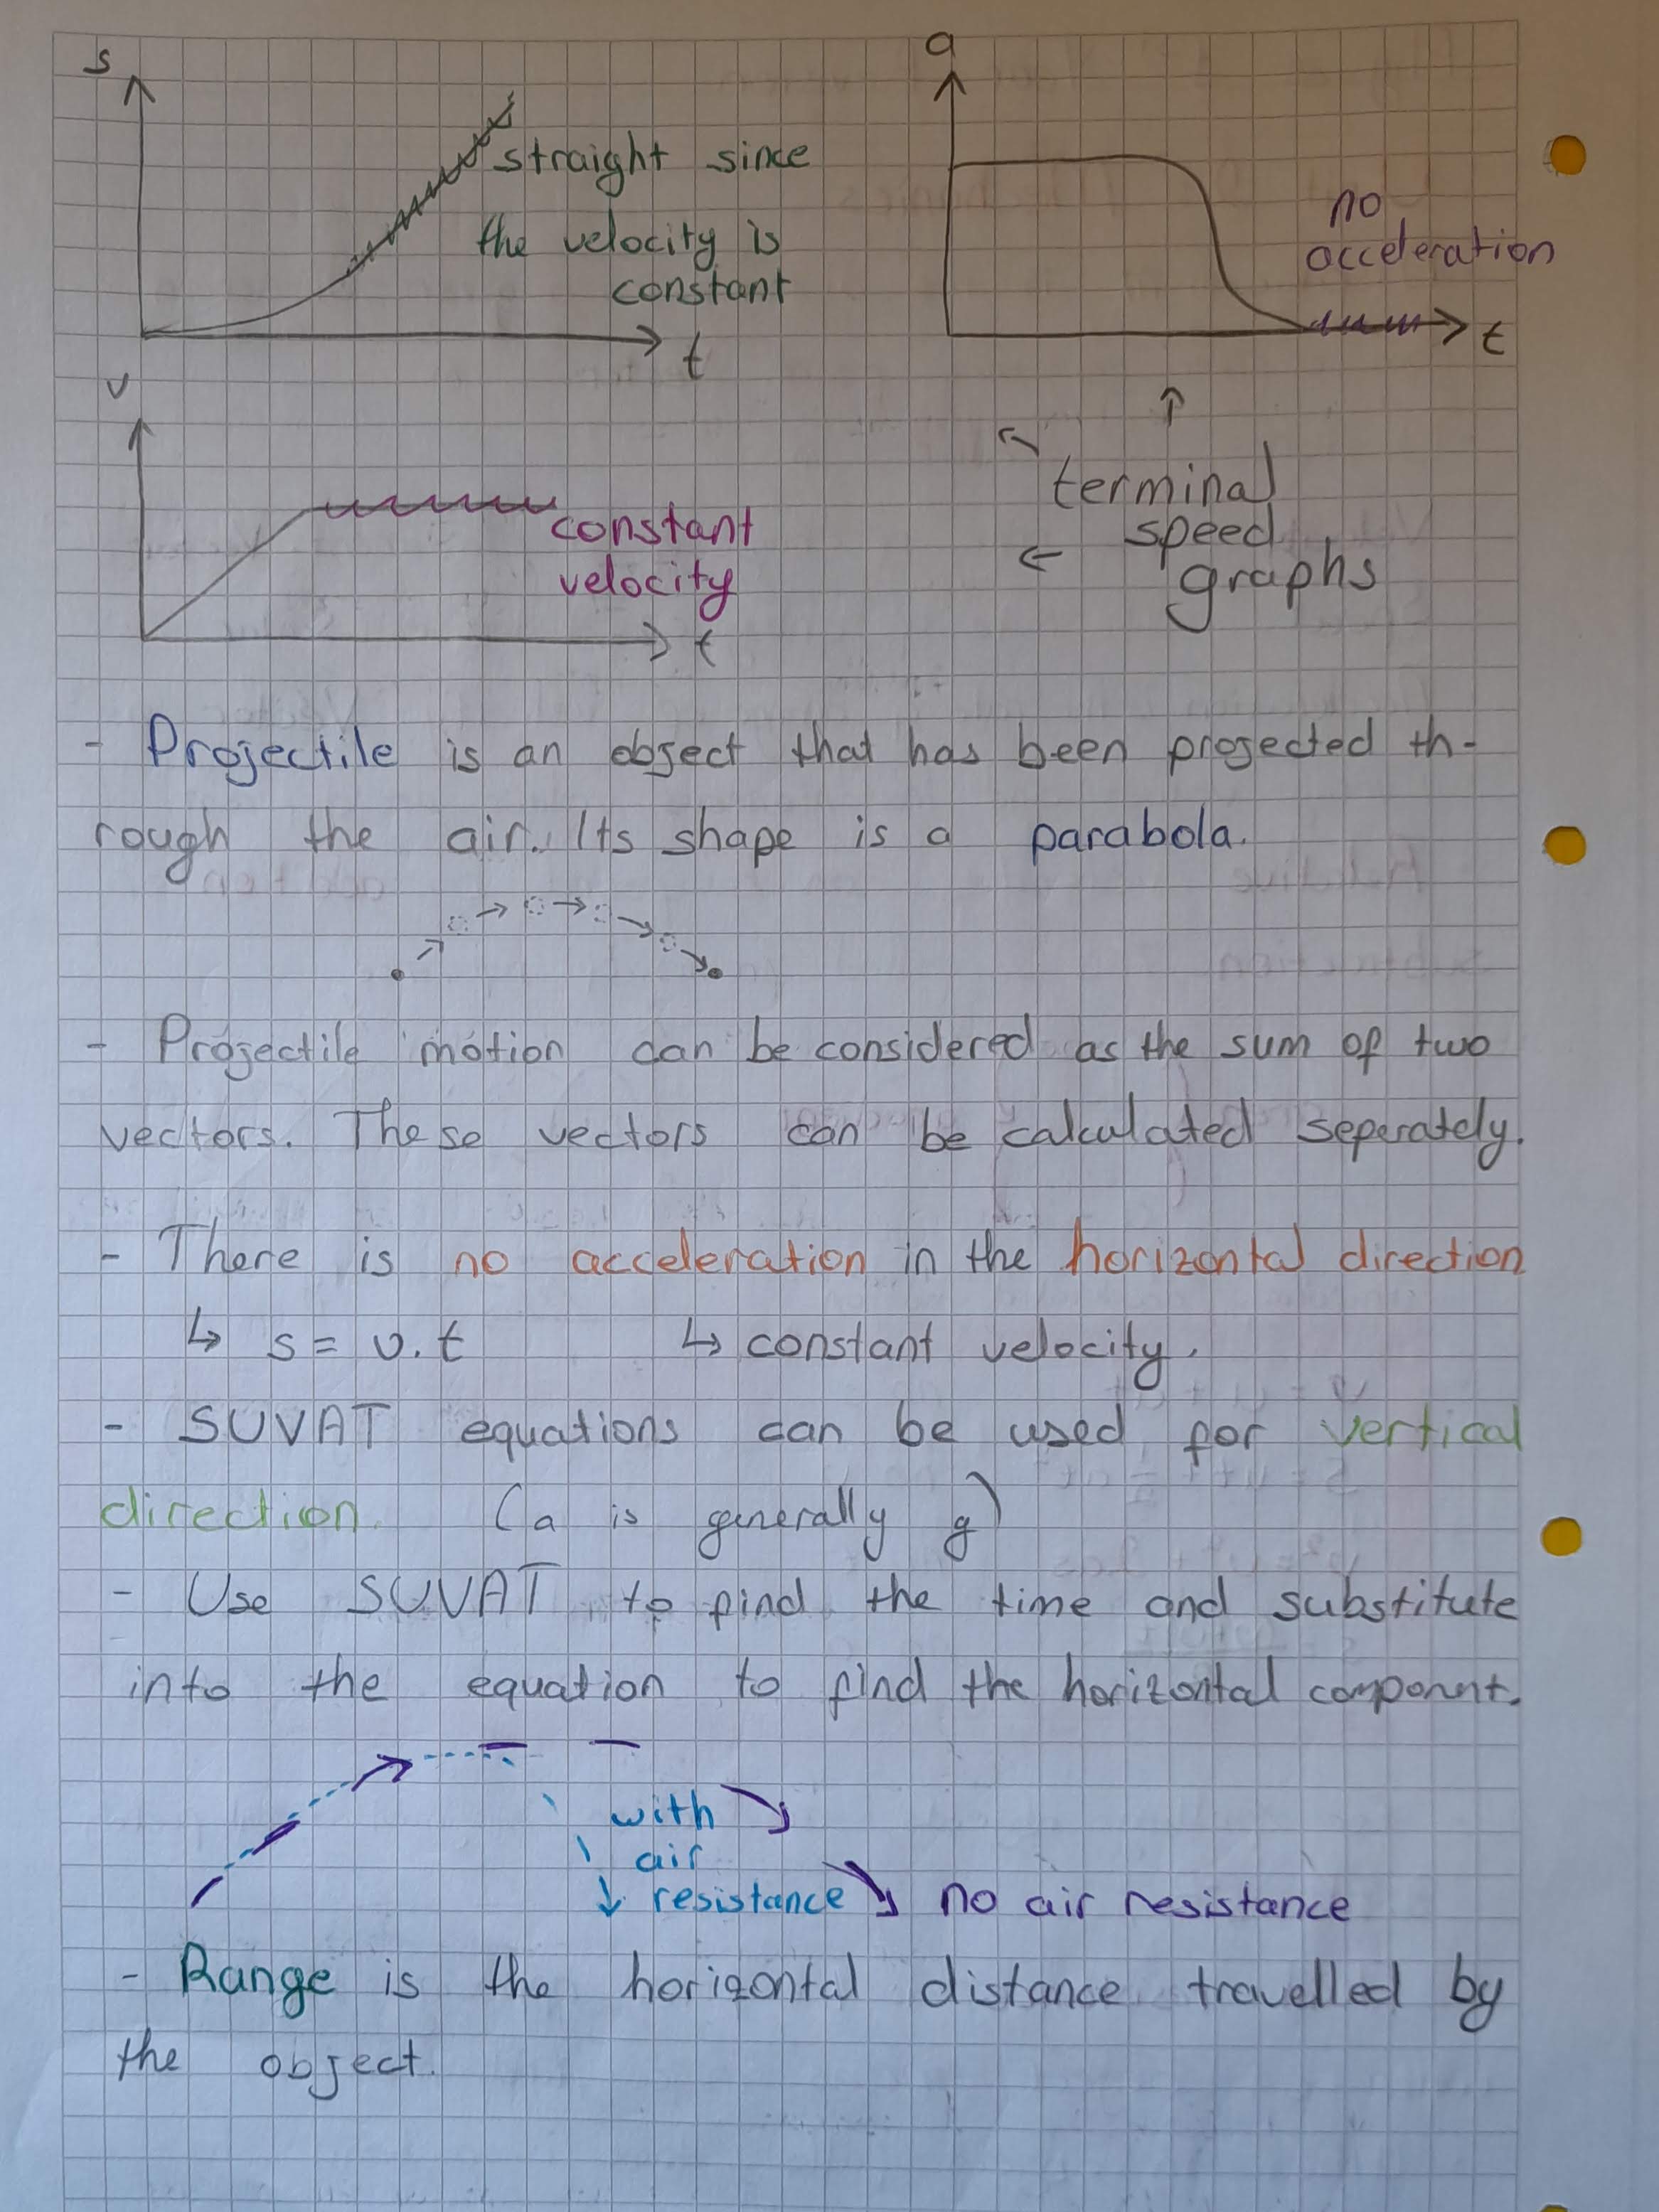 s
straight since
the velocity is
constant
t
a
no
acceleration
t
v
constant
velocity
t
terminal
speed
graphs
- Projectile is an object that has been projected th-
rough the air. Its shape is a parabola.
- Projectile motion can be considered as the sum of two
vectors. These vectors can be calculated seperately.
- There is no acceleration in the horizontal direction
↳ s = v.t ↳ constant velocity.
- SUVAT equations can be used for vertical
direction. (a is generally g)
- Use SUVAT to find the time and substitute
into the equation to find the horizontal component.
with
air
resistance
no air resistance
- Range is the horizontal distance travelled by
the object.